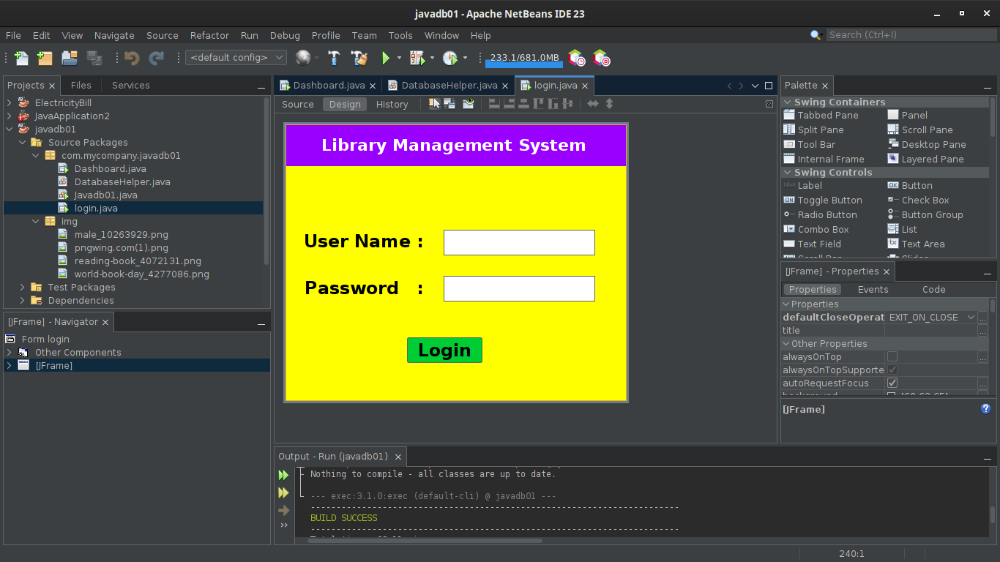 javadb01 - Apache NetBeans IDE 23
File Edit View Navigate Source Refactor Run Debug Profile Team Tools Window Help
Search (Ctrl+I)
<default config>
233.1/681.0MB
Projects
Files
Services
ElectricityBill
JavaApplication2
javadb01
Source Packages
com.mycompany.javadb01
Dashboard.java
DatabaseHelper.java
Javadb01.java
login.java
img
male_10263929.png
pngwing.com(1).png
reading-book_4072131.png
world-book-day_4277086.png
Test Packages
Dependencies
[JFrame] - Navigator
Form login
Other Components
[JFrame]
Dashboard.java
DatabaseHelper.java
login.java
Source Design History
Library Management System
User Name :
Password :
Login
Palette
Swing Containers
Tabbed Pane Panel
Split Pane Scroll Pane
Tool Bar Desktop Pane
Internal Frame Layered Pane
Swing Controls
Label Button
Toggle Button Check Box
Radio Button Button Group
Combo Box List
Text Field Text Area
[JFrame] - Properties
Properties Events Code
Properties
defaultCloseOperat EXIT_ON_CLOSE ...
title ...
Other Properties
alwaysOnTop ...
alwaysOnTopSupporte
autoRequestFocus ...
[JFrame]
Output - Run (javadb01)
Nothing to compile - all classes are up to date.
--- exec:3.1.0:exec (default-cli) @ javadb01 ---
------------------------------------------------------------------------
BUILD SUCCESS
------------------------------------------------------------------------
240:1